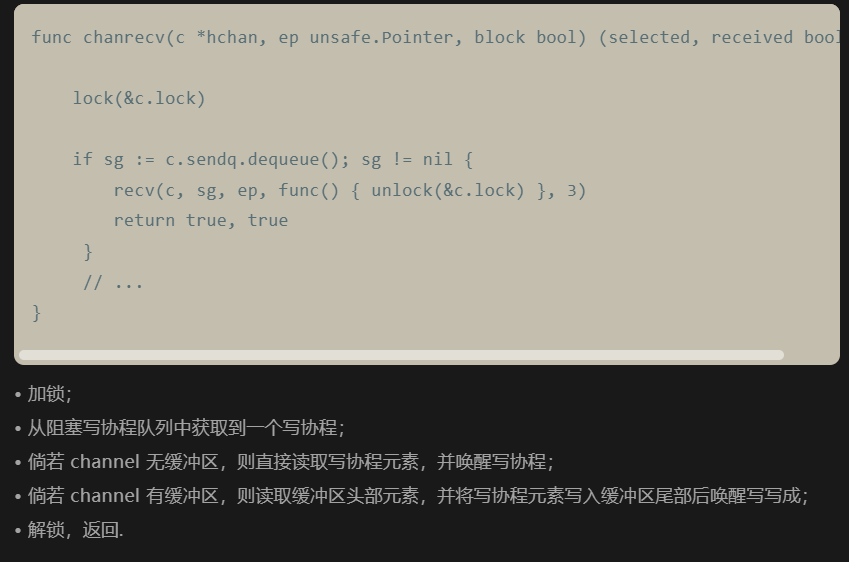 func chanrecv(c *hchan, ep unsafe.Pointer, block bool) (selected, received bool
lock(&c.lock)
if sg := c.sendq.dequeue(); sg != nil {
recv(c, sg, ep, func() { unlock(&c.lock) }, 3)
return true, true
}
// ...
}
• 加锁；
• 从阻塞写协程队列中获取到一个写协程；
• 倘若 channel 无缓冲区，则直接读取写协程元素，并唤醒写协程；
• 倘若 channel 有缓冲区，则读取缓冲区头部元素，并将写协程元素写入缓冲区尾部后唤醒写写成；
• 解锁，返回.